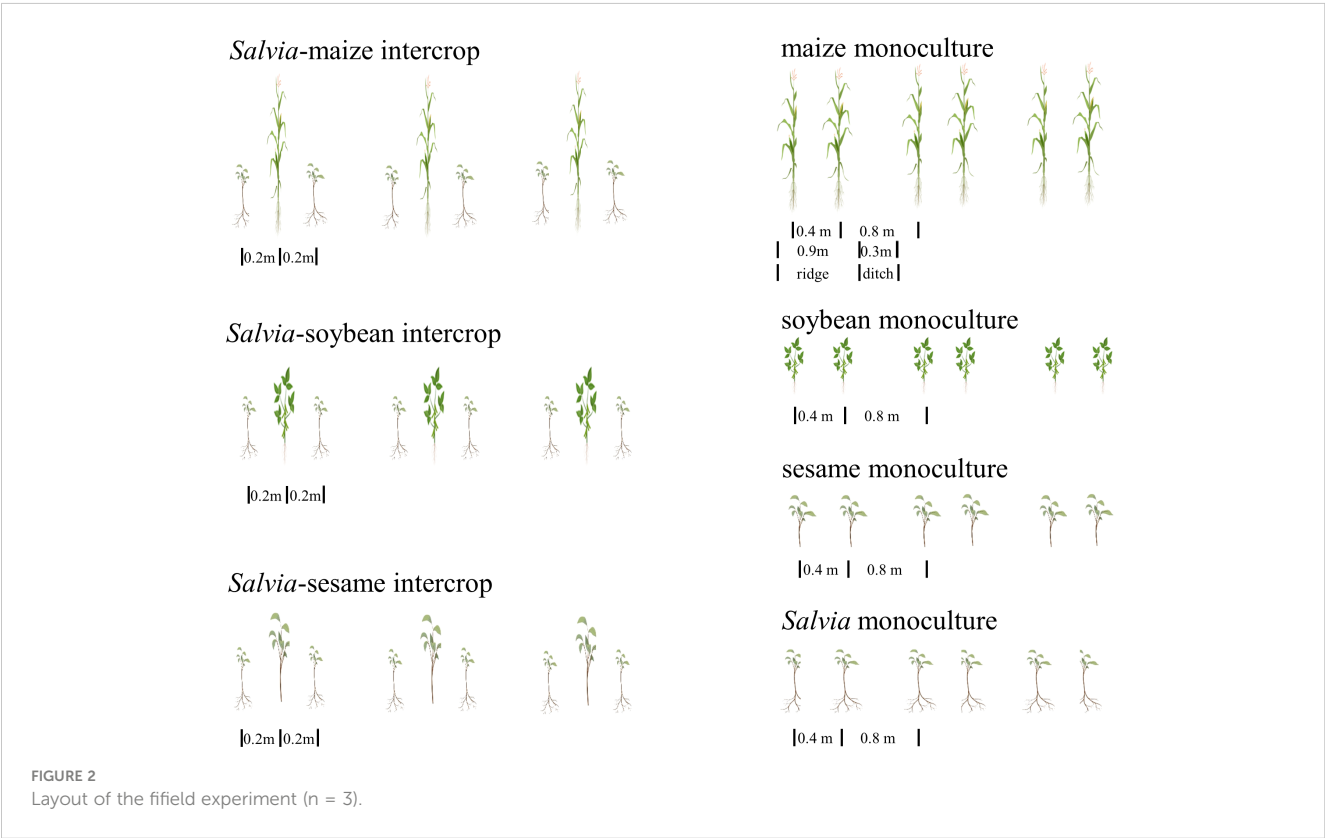 Salvia-maize intercrop
0.2m 0.2m
Salvia-soybean intercrop
0.2m 0.2m
Salvia-sesame intercrop
0.2m 0.2m
maize monoculture
0.4 m 0.8 m
0.9m 0.3m
ridge ditch
soybean monoculture
0.4 m 0.8 m
sesame monoculture
0.4 m 0.8 m
Salvia monoculture
0.4 m 0.8 m
FIGURE 2
Layout of the fifield experiment (n = 3).